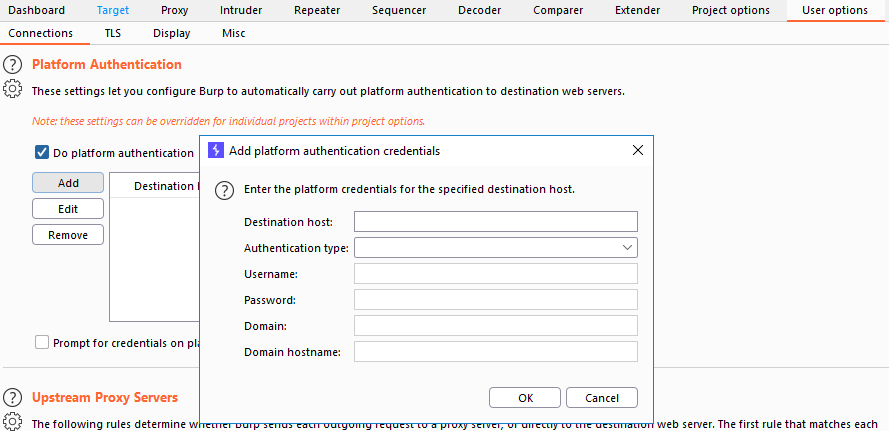 Dashboard Target Proxy Intruder Repeater Sequencer Decoder Comparer Extender Project options User options
Connections TLS Display Misc
Platform Authentication
These settings let you configure Burp to automatically carry out platform authentication to destination web servers.
Note: these settings can be overridden for individual projects within project options.
Do platform authentication
Add
Edit
Remove
Destination
Prompt for credentials on
Add platform authentication credentials
Enter the platform credentials for the specified destination host.
Destination host:
Authentication type:
Username:
Password:
Domain:
Domain hostname:
OK Cancel
Upstream Proxy Servers
The following rules determine whether Burp sends each outgoing request to a proxy server, or directly to the destination web server. The first rule that matches each